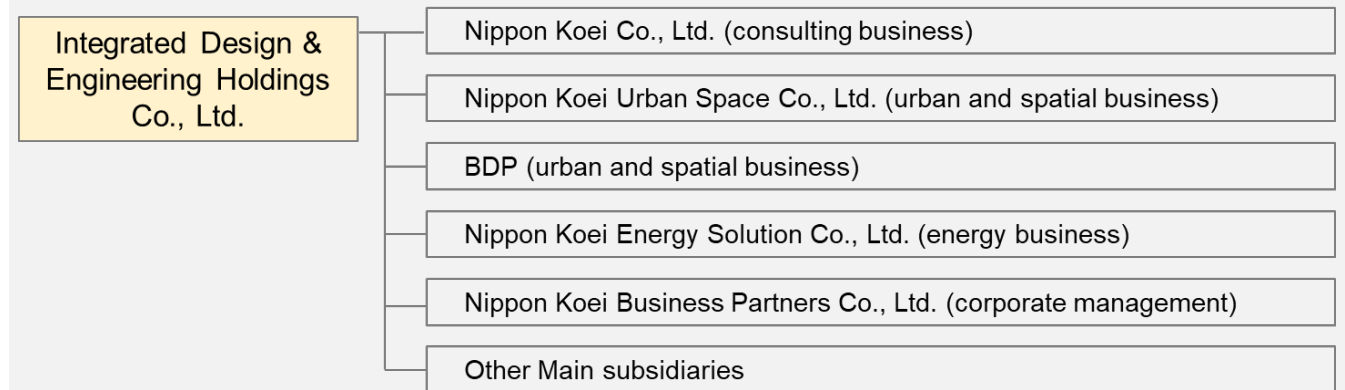 Integrated Design &
Engineering Holdings
Co., Ltd.
Nippon Koei Co., Ltd. (consulting business)
Nippon Koei Urban Space Co., Ltd. (urban and spatial business)
BDP (urban and spatial business)
Nippon Koei Energy Solution Co., Ltd. (energy business)
Nippon Koei Business Partners Co., Ltd. (corporate management)
Other Main subsidiaries